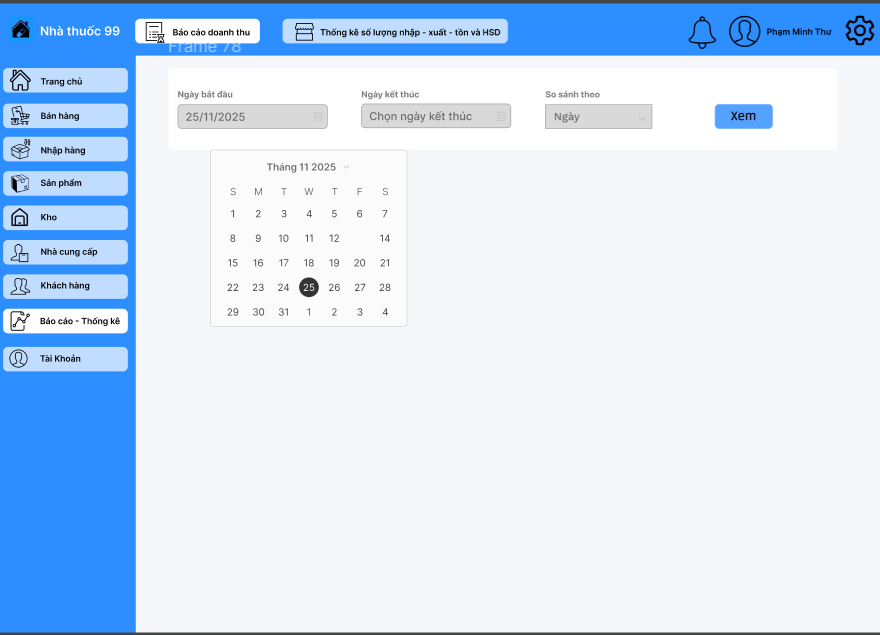 Nhà thuốc 99
Báo cáo doanh thu
Thống kê số lượng nhập - xuất - tồn và HSD
Phạm Minh Thư
Frame 78
Trang chủ
Bán hàng
Nhập hàng
Sản phẩm
Kho
Nhà cung cấp
Khách hàng
Báo cáo - Thống kê
Tài Khoản
Ngày bắt đầu
Ngày kết thúc
So sánh theo
25/11/2025
Chọn ngày kết thúc
Ngày
Xem
Tháng 11 2025
S M T W T F S
1 2 3 4 5 6 7
8 9 10 11 12 14
15 16 17 18 19 20 21
22 23 24 25 26 27 28
29 30 31 1 2 3 4